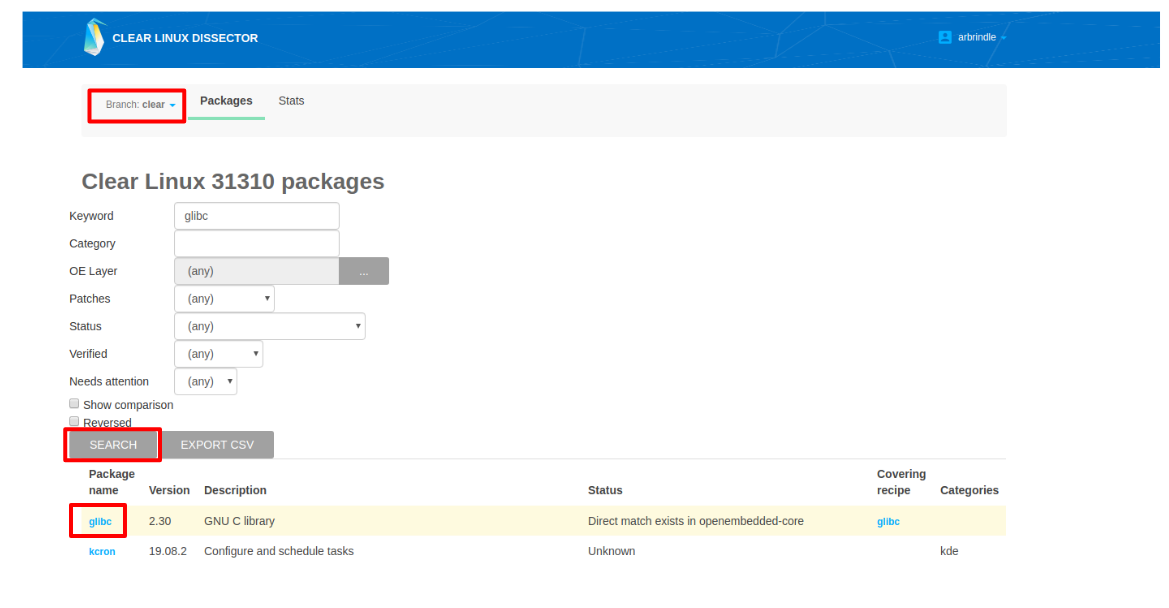 CLEAR LINUX DISSECTOR
arbrindle
Branch: clear
Packages
Stats
Clear Linux 31310 packages
Keyword glibc
Category
OE Layer (any) ...
Patches (any)
Status (any)
Verified (any)
Needs attention (any)
Show comparison
Reversed
SEARCH EXPORT CSV
Package name Version Description Status Covering recipe Categories
glibc 2.30 GNU C library Direct match exists in openembedded-core glibc
kcron 19.08.2 Configure and schedule tasks Unknown kde